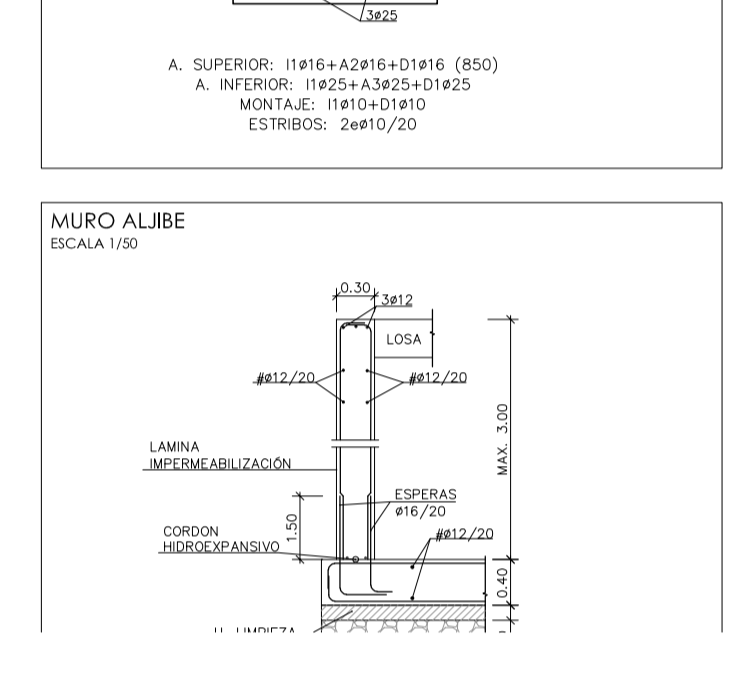 3ø25
A. SUPERIOR: I1ø16+A2ø16+D1ø16 (850)
A. INFERIOR: I1ø25+A3ø25+D1ø25
MONTAJE: I1ø10+D1ø10
ESTRIBOS: 2eø10/20
MURO ALJIBE
ESCALA 1/50
0.30
3ø12
LOSA
#ø12/20
#ø12/20
MAX. 3.00
LAMINA
IMPERMEABILIZACIÓN
ESPERAS
ø16/20
1.50
CORDON
HIDROEXPANSIVO
#ø12/20
0.40